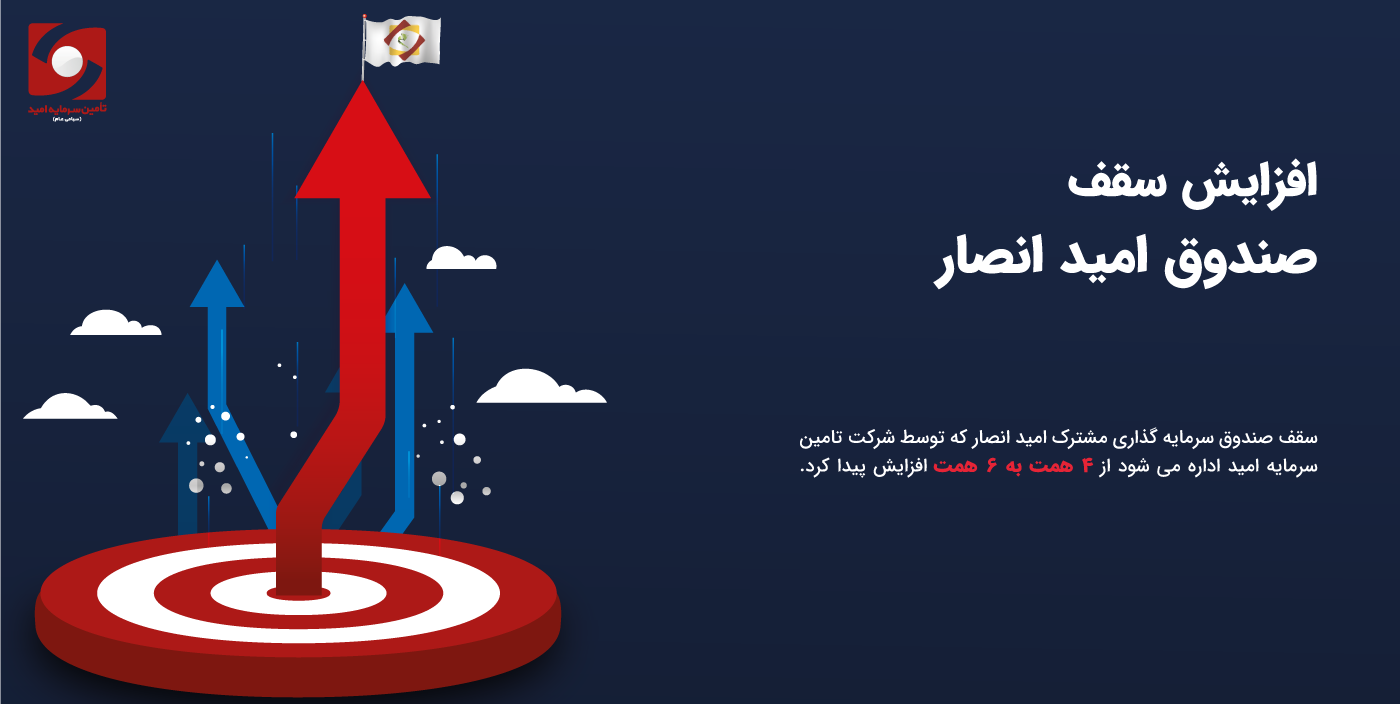 تامین سرمایه امید
(سهامی عام)
افزایش سقف
صندوق امید انصار
سقف صندوق سرمایه گذاری مشترک امید انصار که توسط شرکت تامین
سرمایه امید اداره می شود از ۴ همت به ۶ همت افزایش پیدا کرد.